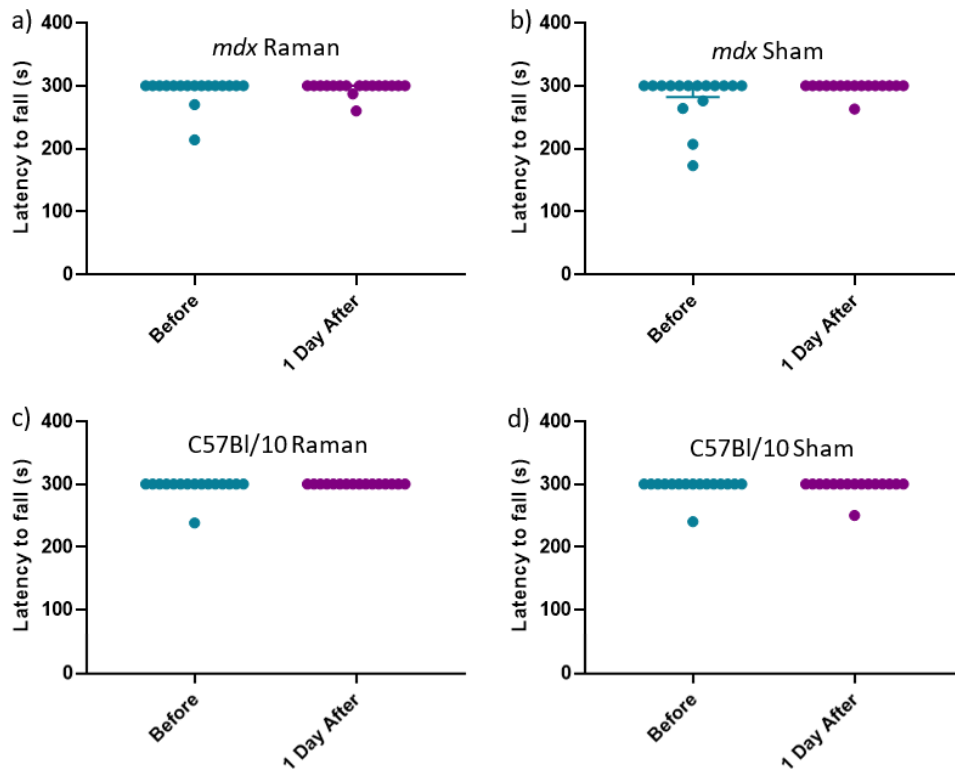 a)
mdx Raman
Latency to fall (s)
400
300
200
100
0
Before
1 Day After
b)
mdx Sham
Latency to fall (s)
400
300
200
100
0
Before
1 Day After
c)
C57Bl/10 Raman
Latency to fall (s)
400
300
200
100
0
Before
1 Day After
d)
C57Bl/10 Sham
Latency to fall (s)
400
300
200
100
0
Before
1 Day After